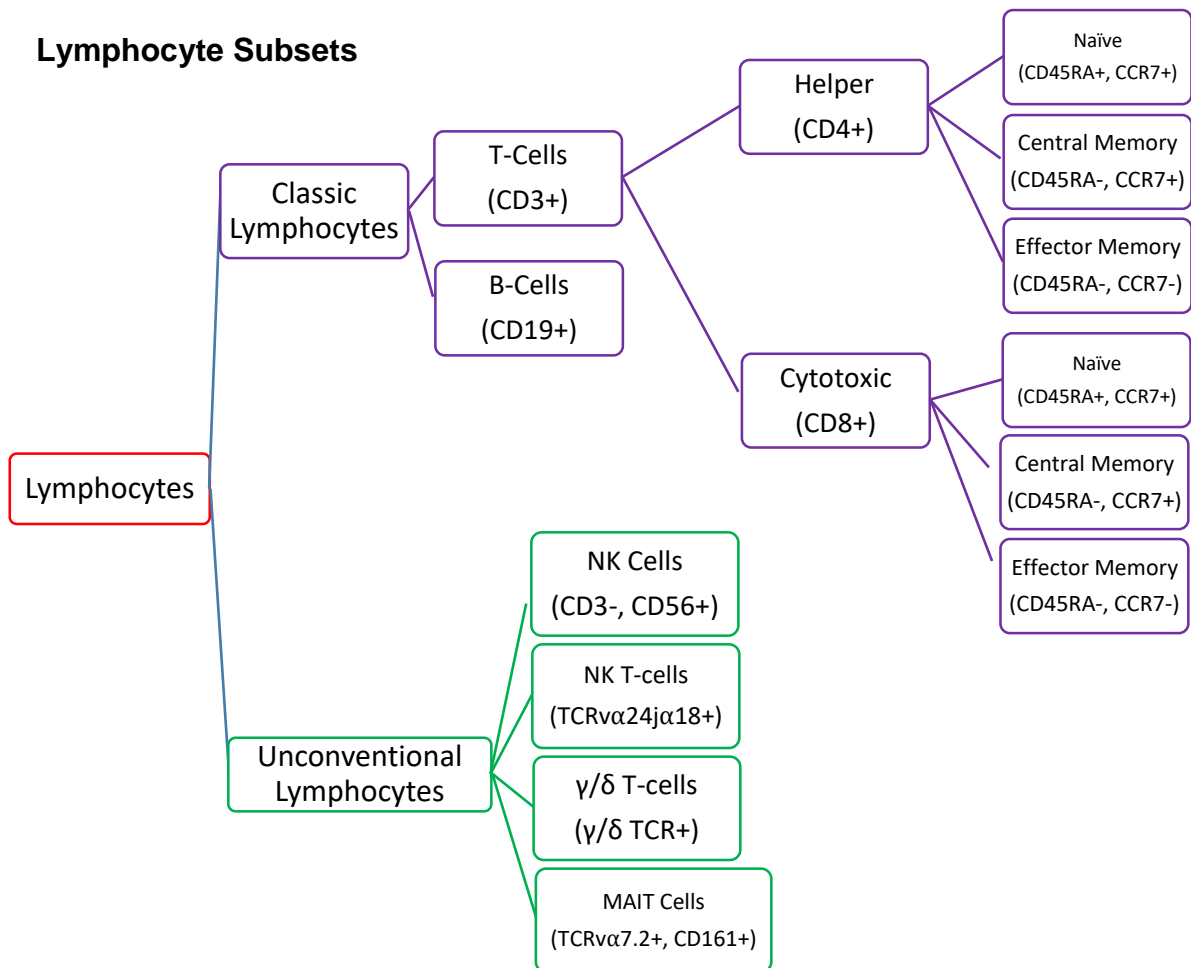 Lymphocyte Subsets
Lymphocytes
Classic
Lymphocytes
T-Cells
(CD3+)
B-Cells
(CD19+)
Helper
(CD4+)
Naïve
(CD45RA+, CCR7+)
Central Memory
(CD45RA-, CCR7+)
Effector Memory
(CD45RA-, CCR7-)
Cytotoxic
(CD8+)
Naïve
(CD45RA+, CCR7+)
Central Memory
(CD45RA-, CCR7+)
Effector Memory
(CD45RA-, CCR7-)
Unconventional
Lymphocytes
NK Cells
(CD3-, CD56+)
NK T-cells
(TCRvα24jα18+)
γ/δ T-cells
(γ/δ TCR+)
MAIT Cells
(TCRvα7.2+, CD161+)